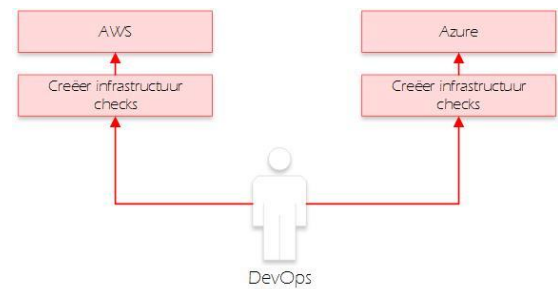 AWS
Azure
Creëer infrastructuur
checks
Creëer infrastructuur
checks
DevOps